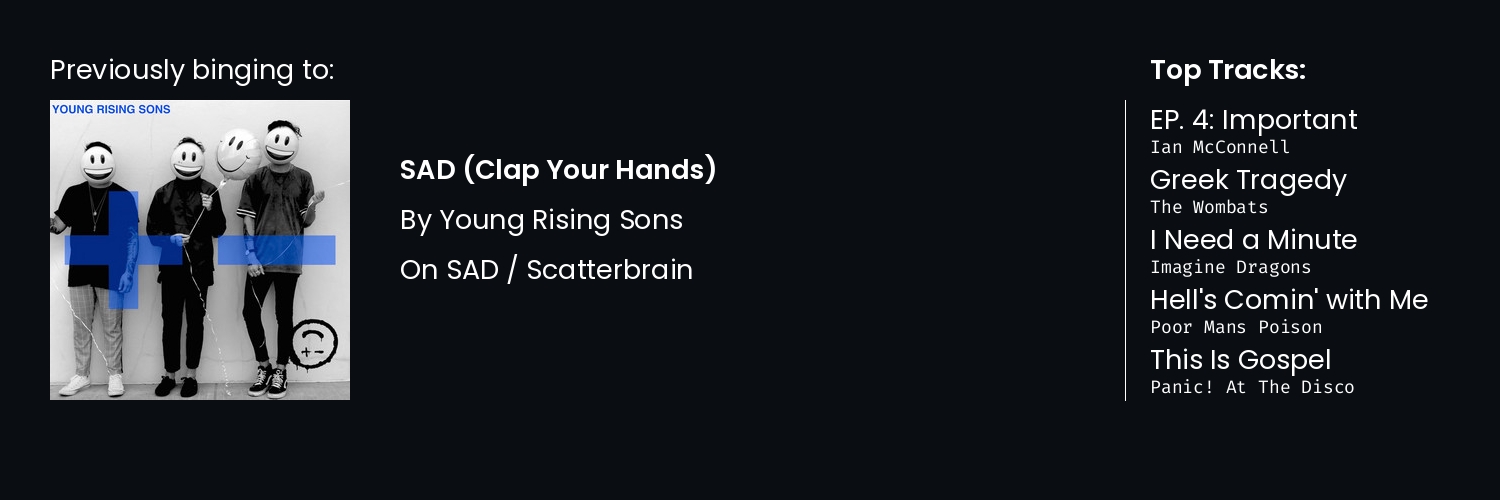 Previously binging to:
YOUNG RISING SONS
SAD (Clap Your Hands)
By Young Rising Sons
On SAD / Scatterbrain
Top Tracks:
EP. 4: Important
Ian McConnell
Greek Tragedy
The Wombats
I Need a Minute
Imagine Dragons
Hell's Comin' with Me
Poor Mans Poison
This Is Gospel
Panic! At The Disco